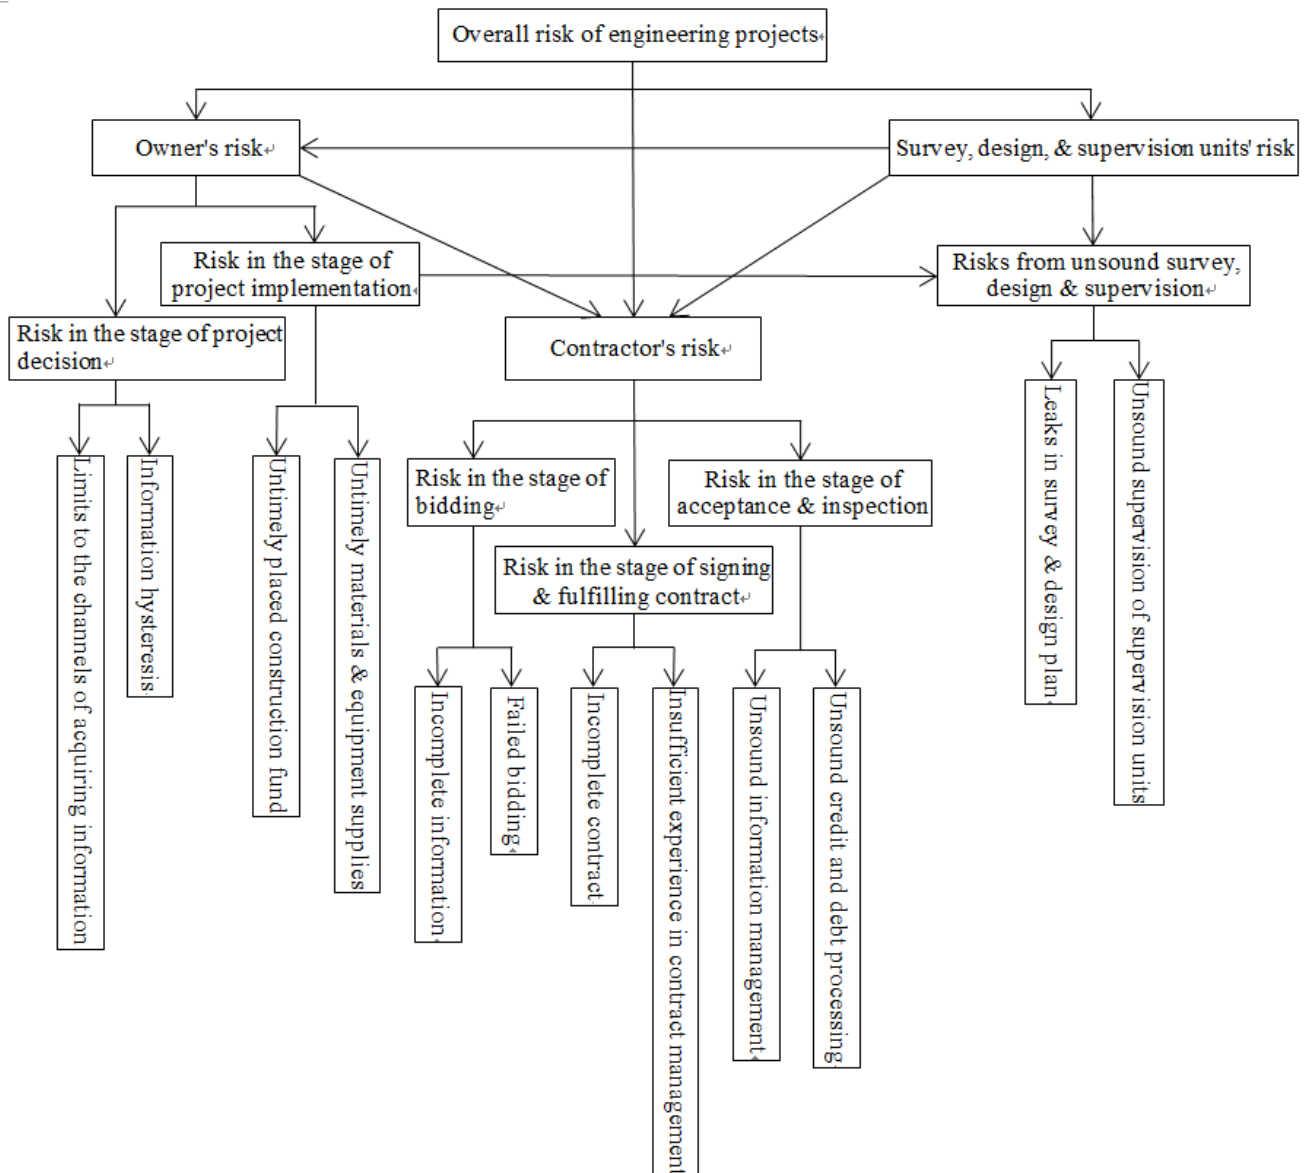 Overall risk of engineering projects
Owner's risk
Survey, design, & supervision units' risk
Risk in the stage of
project implementation
Risks from unsound survey,
design & supervision
Risk in the stage of project
decision
Contractor's risk
Limits to the channels of acquiring information
Information hysteresis
Untimely placed construction fund
Untimely materials & equipment supplies
Risk in the stage of
bidding
Risk in the stage of
acceptance & inspection
Risk in the stage of signing
& fulfilling contract
Leaks in survey & design plan
Unsound supervision of supervision units
Incomplete information
Failed bidding
Incomplete contract
Insufficient experience in contract management
Unsound information management
Unsound credit and debt processing